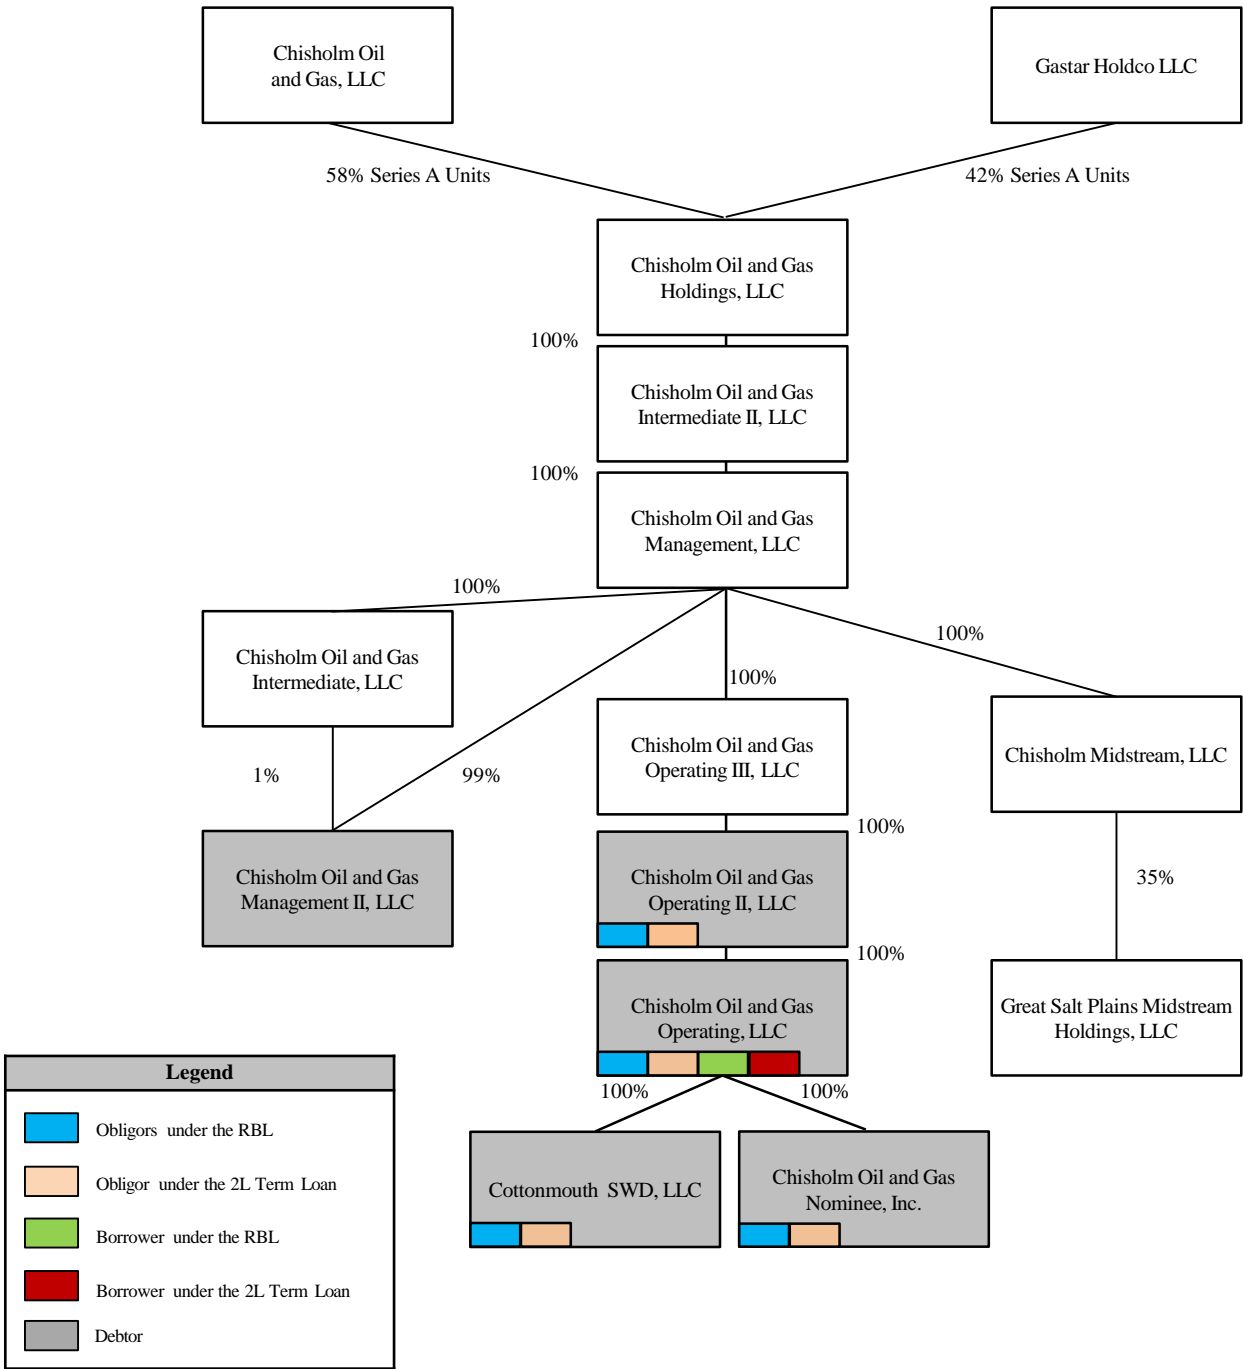 Chisholm Oil
and Gas, LLC
Gastar Holdco LLC
58% Series A Units
42% Series A Units
Chisholm Oil and Gas
Holdings, LLC
100%
Chisholm Oil and Gas
Intermediate II, LLC
100%
Chisholm Oil and Gas
Management, LLC
100%
100%
100%
Chisholm Oil and Gas
Intermediate, LLC
Chisholm Oil and Gas
Operating III, LLC
Chisholm Midstream, LLC
1%
99%
100%
35%
Chisholm Oil and Gas
Management II, LLC
Chisholm Oil and Gas
Operating II, LLC
100%
Chisholm Oil and Gas
Operating, LLC
Great Salt Plains Midstream
Holdings, LLC
100%
100%
Cottonmouth SWD, LLC
Chisholm Oil and Gas
Nominee, Inc.
Legend
Obligors under the RBL
Obligor under the 2L Term Loan
Borrower under the RBL
Borrower under the 2L Term Loan
Debtor